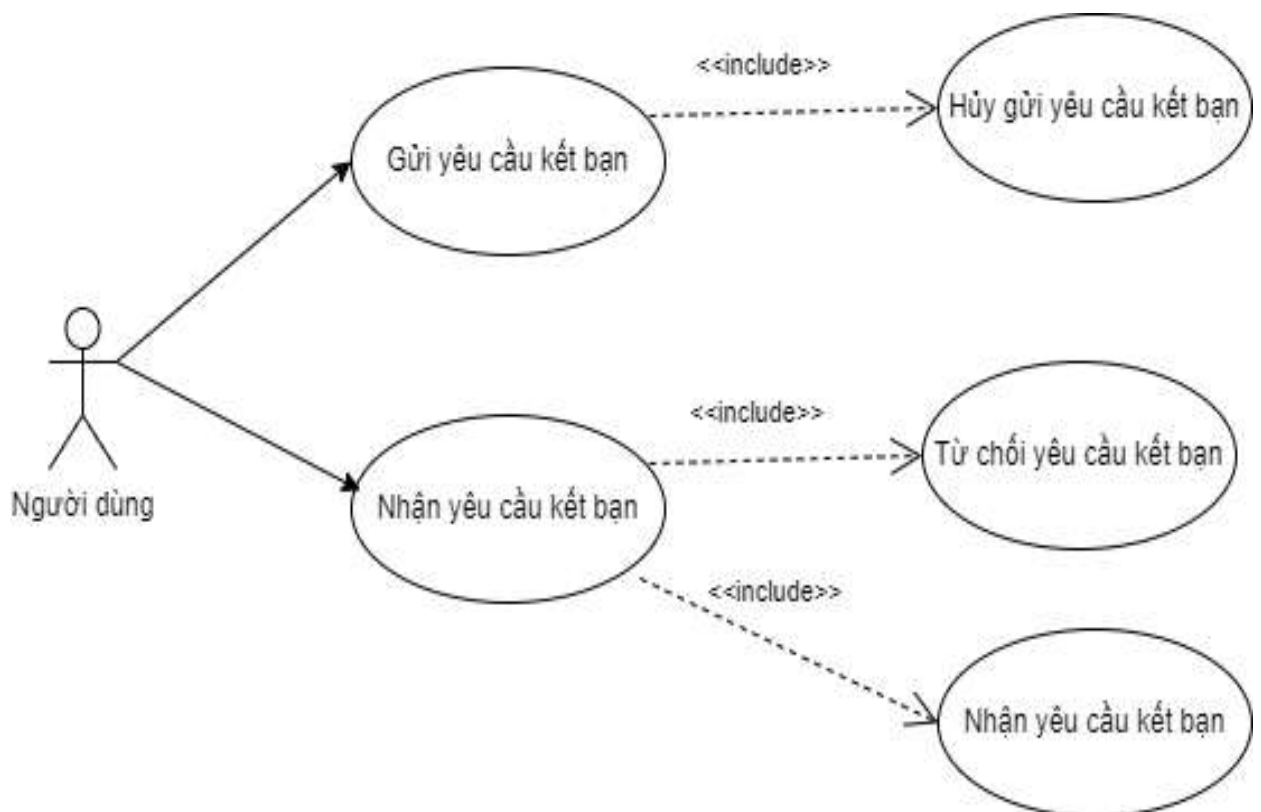 <<include>>
Hủy gửi yêu cầu kết bạn
Gửi yêu cầu kết bạn
<<include>>
Từ chối yêu cầu kết bạn
Người dùng
Nhận yêu cầu kết bạn
<<include>>
Nhận yêu cầu kết bạn